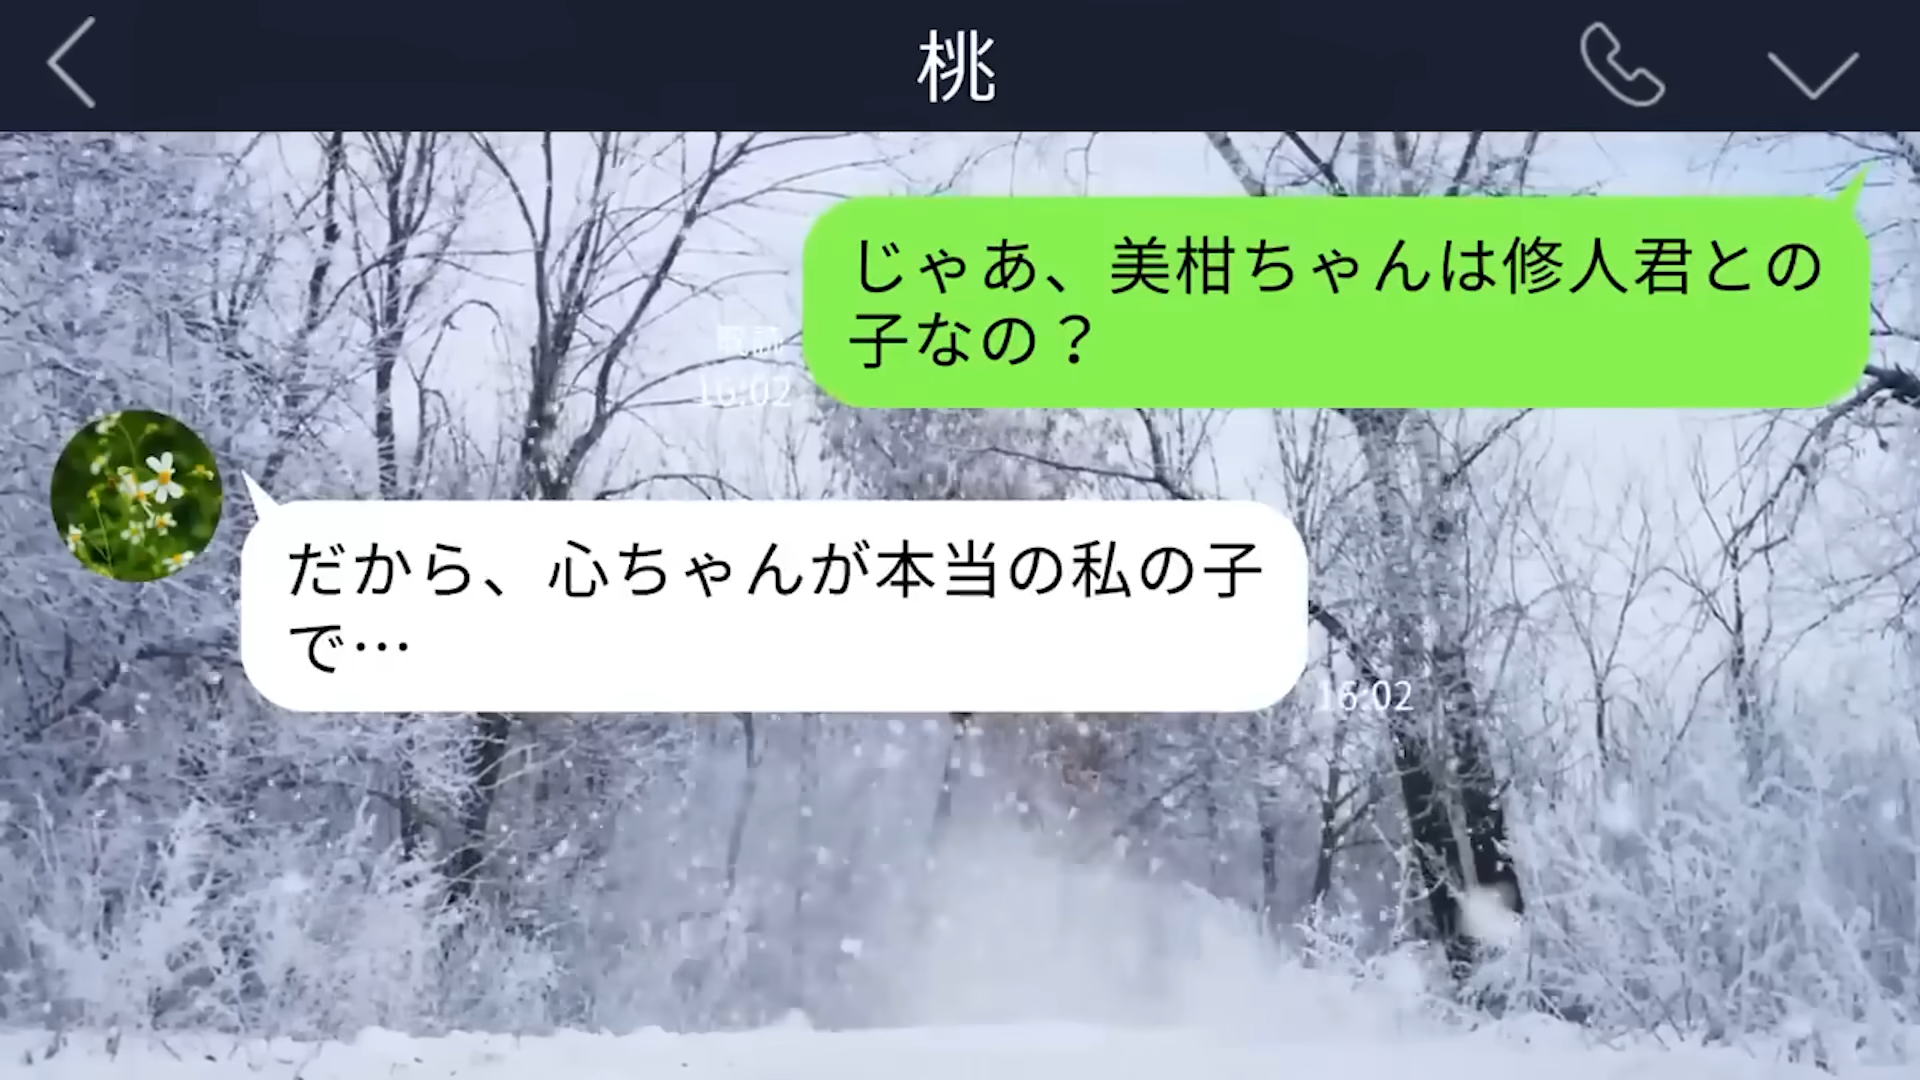 桃
じゃあ、美柑ちゃんは修人君との
子なの？
既読
16:02
だから、心ちゃんが本当の私の子
で…
16:02